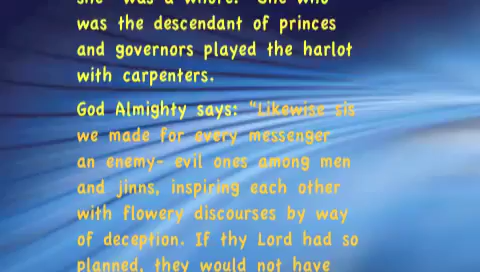 she "was a whore." "She who
was the descendant of princes
and governors played the harlot
with carpenters.
God Almighty says: "Likewise sis
we made for every messenger
an enemy- evil ones among men
and jinns, inspiring each other
with flowery discourses by way
of deception. If thy Lord had so
planned, they would not have